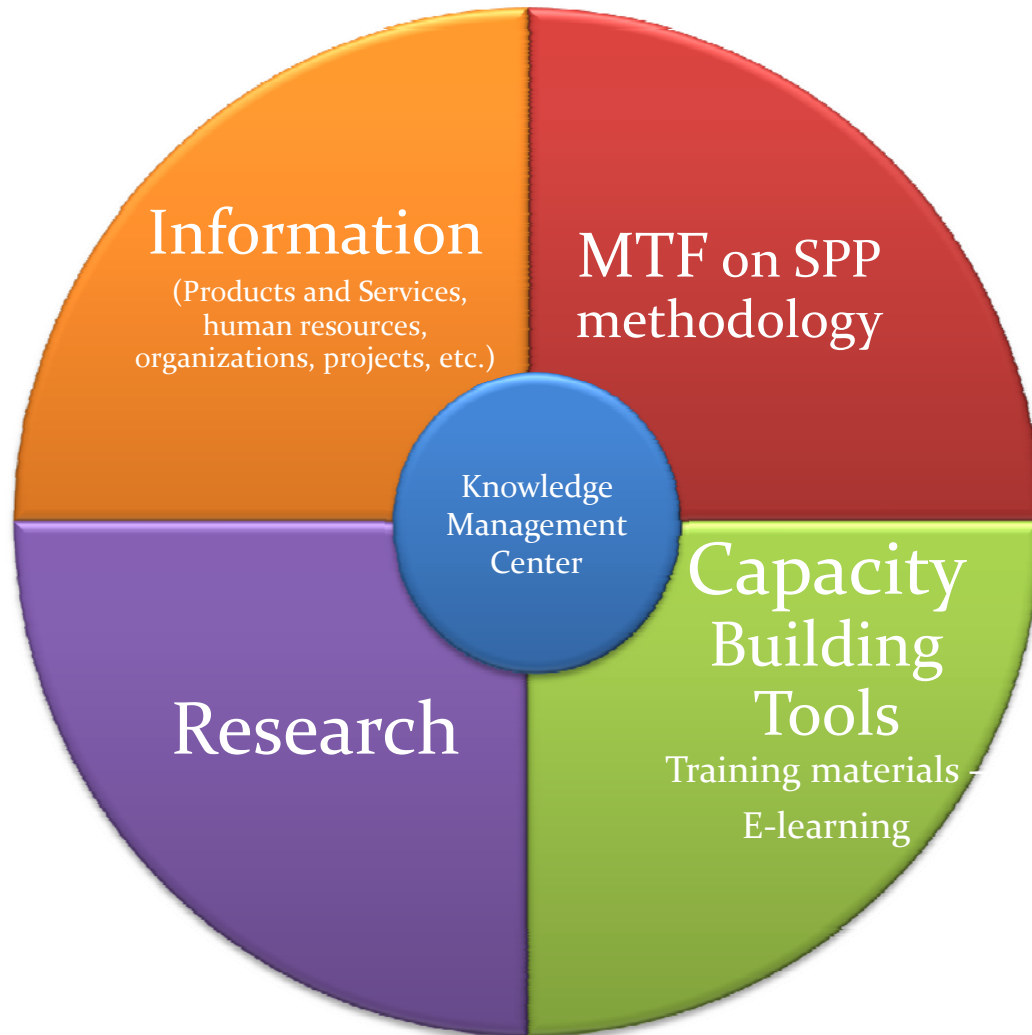 Information
(Products and Services,
human resources,
organizations, projects, etc.)
MTF on SPP
methodology
Knowledge
Management
Center
Research
Capacity
Building
Tools
Training materials –
E-learning